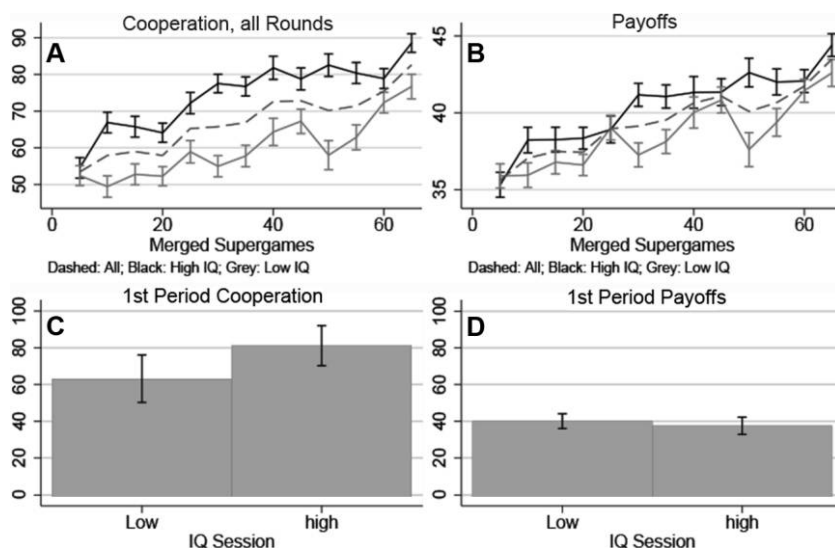 Cooperation, all Rounds
A
90
80
70
60
50
0
20
40
60
Merged Supergames
Dashed: All; Black: High IQ; Grey: Low IQ
Payoffs
B
45
40
35
0
20
40
60
Merged Supergames
Dashed: All; Black: High IQ; Grey: Low IQ
1st Period Cooperation
C
100
80
60
40
20
0
Low
high
IQ Session
1st Period Payoffs
D
100
80
60
40
20
0
Low
high
IQ Session